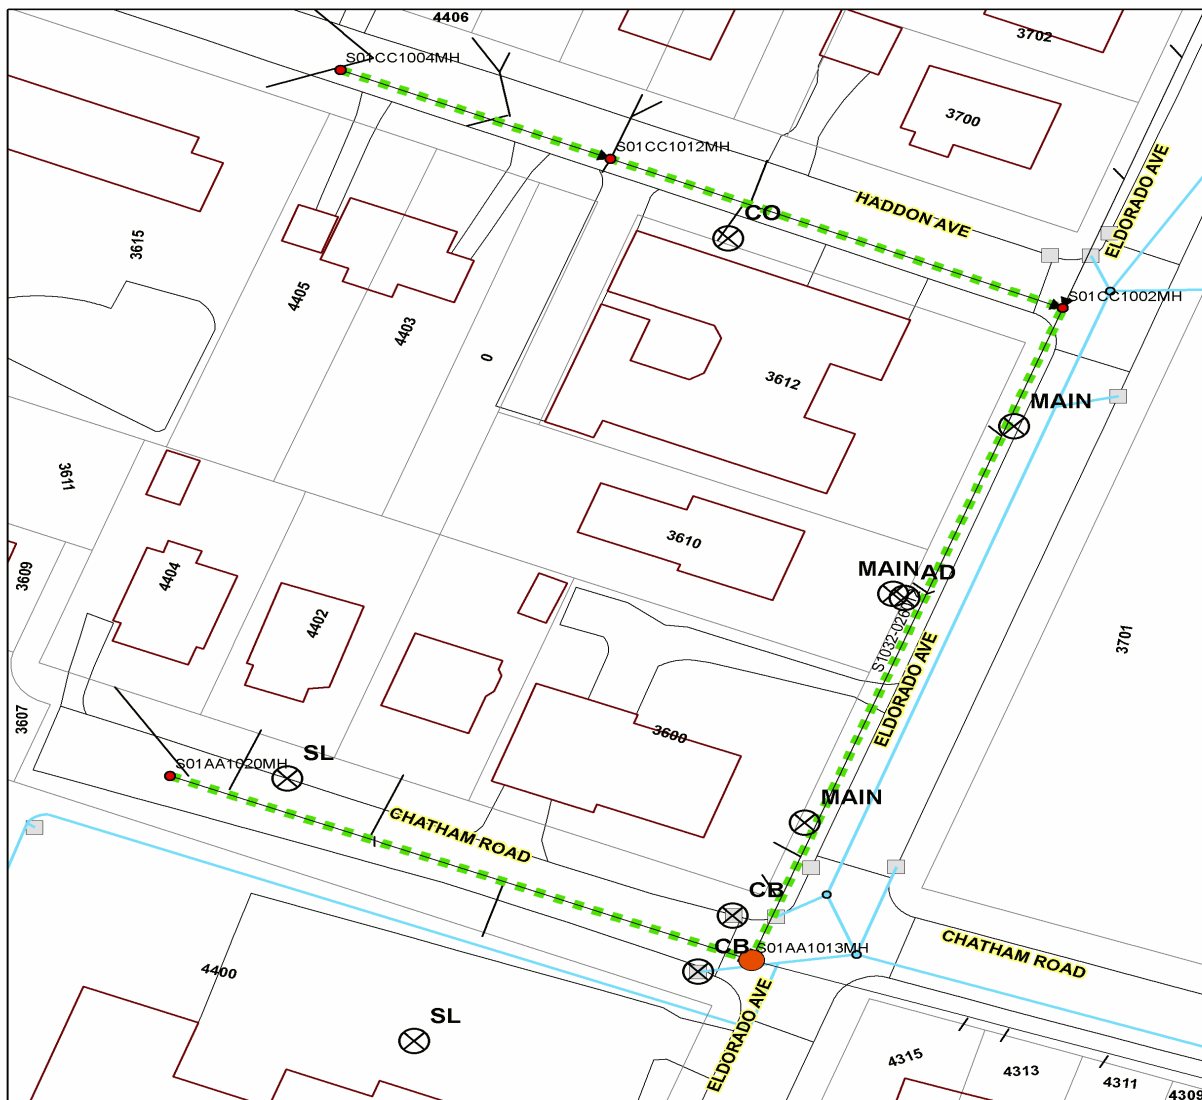 4406
3702
S01CC1004MH
3700
S01CC1012MH
ELDORADO AVE
HADDON AVE
CO
3615
4405
S01CC1002MH
4403
0
3612
MAIN
3611
3610
MAIN
AD
3609
4404
4402
S1032-026
3701
ELDORADO AVE
3607
3600
SL
S01AA1020MH
MAIN
CHATHAM ROAD
CB
CB
S01AA1013MH
CHATHAM ROAD
4400
ELDORADO AVE
SL
4315
4313
4311
4309